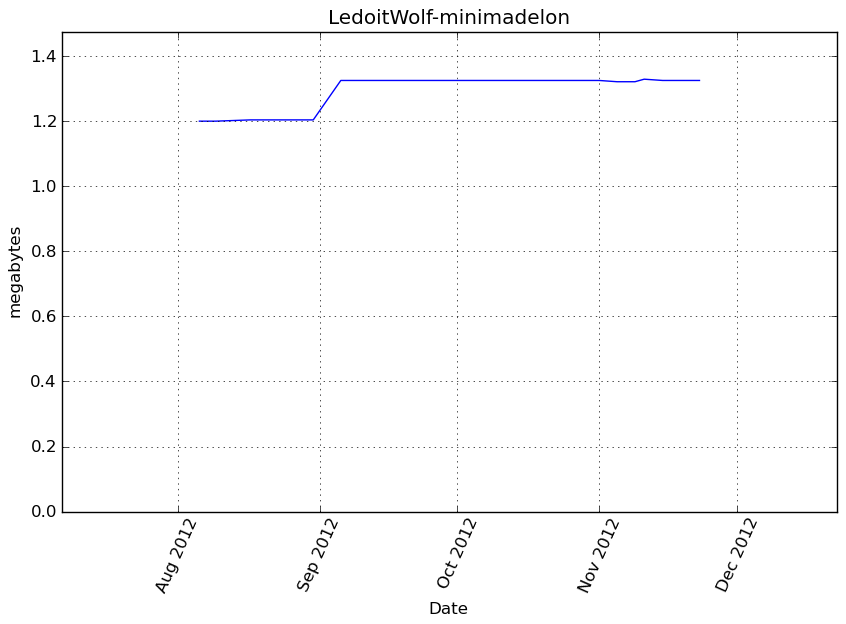 LedoitWolf-minimadelon
1.4
1.2
1.0
0.8
0.6
0.4
0.2
0.0
megabytes
Aug 2012
Sep 2012
Oct 2012
Nov 2012
Dec 2012
Date